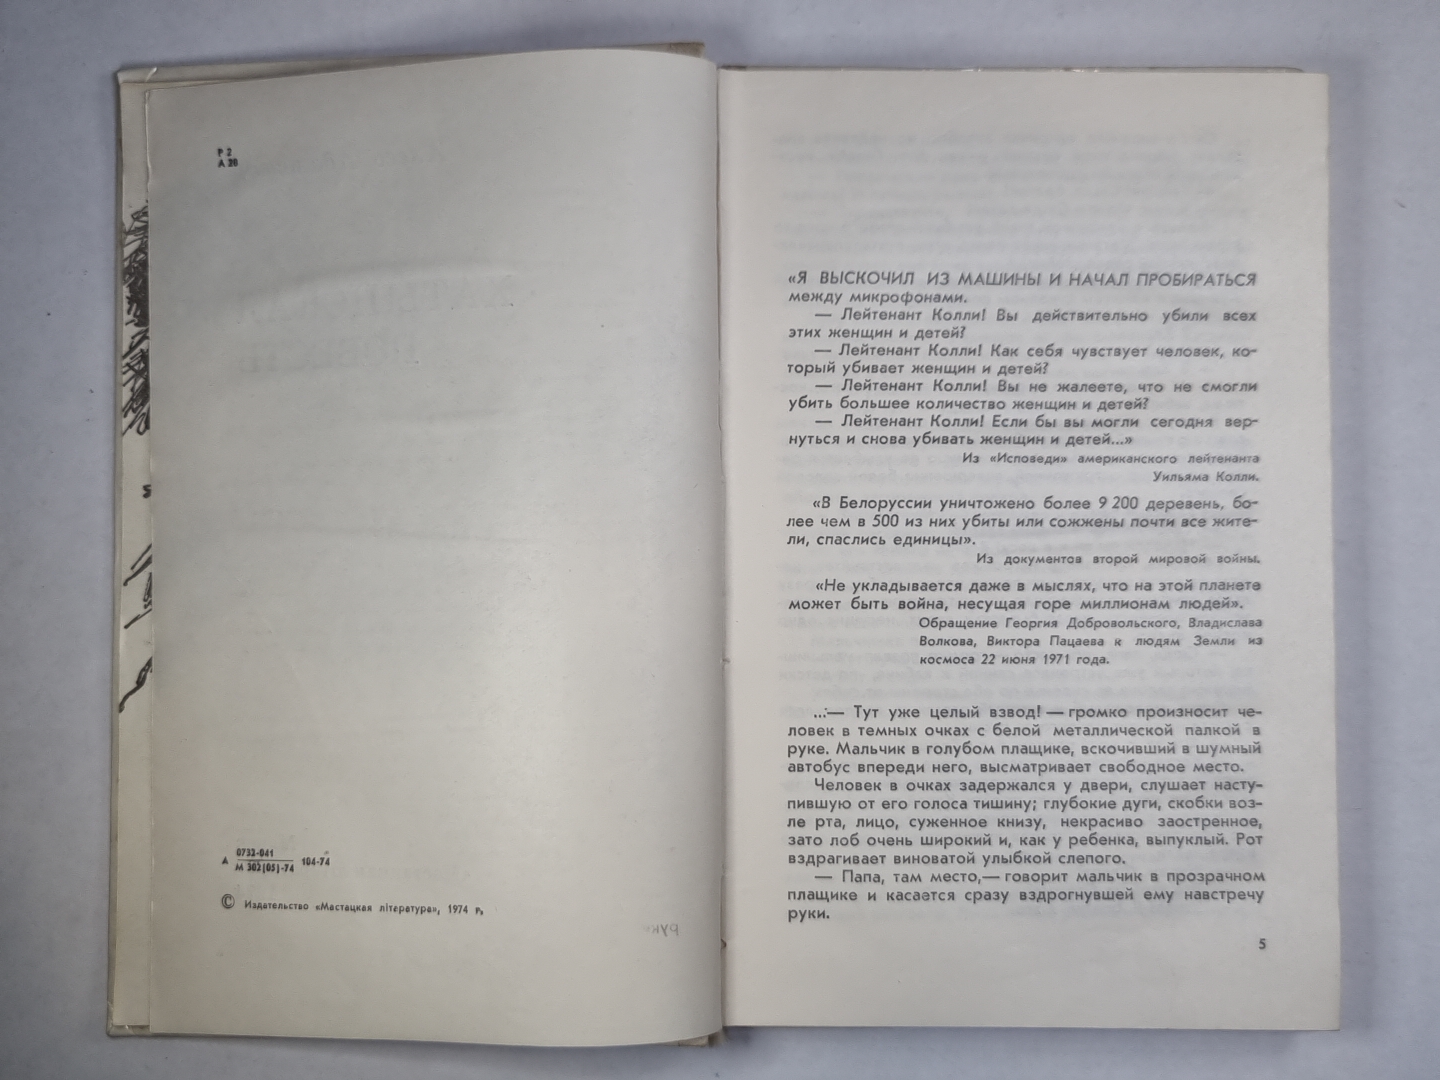 Р 2
А 28
0733-041
А М 302(05)-74 104-74
© Издательство «Мастацкая література», 1974 г.
«Я ВЫСКОЧИЛ ИЗ МАШИНЫ И НАЧАЛ ПРОБИРАТЬСЯ
между микрофонами.
— Лейтенант Колли! Вы действительно убили всех
этих женщин и детей?
— Лейтенант Колли! Как себя чувствует человек, ко-
торый убивает женщин и детей?
— Лейтенант Колли! Вы не жалеете, что не смогли
убить большее количество женщин и детей?
— Лейтенант Колли! Если бы вы могли сегодня вер-
нуться и снова убивать женщин и детей...»
Из «Исповеди» американского лейтенанта
Уильяма Колли.
«В Белоруссии уничтожено более 9 200 деревень, бо-
лее чем в 500 из них убиты или сожжены почти все жите-
ли, спаслись единицы».
Из документов второй мировой войны.
«Не укладывается даже в мыслях, что на этой планете
может быть война, несущая горе миллионам людей».
Обращение Георгия Добровольского, Владислава
Волкова, Виктора Пацаева к людям Земли из
космоса 22 июня 1971 года.
...— Тут уже целый взвод! — громко произносит че-
ловек в темных очках с белой металлической палкой в
руке. Мальчик в голубом плащике, вскочивший в шумный
автобус впереди него, высматривает свободное место.
Человек в очках задержался у двери, слушает насту-
пившую от его голоса тишину; глубокие дуги, скобки воз-
ле рта, лицо, суженное книзу, некрасиво заостренное,
зато лоб очень широкий и, как у ребенка, выпуклый. Рот
вздрагивает виноватой улыбкой слепого.
— Папа, там место,— говорит мальчик в прозрачном
плащике и касается сразу вздрогнувшей ему навстречу
руки.
5